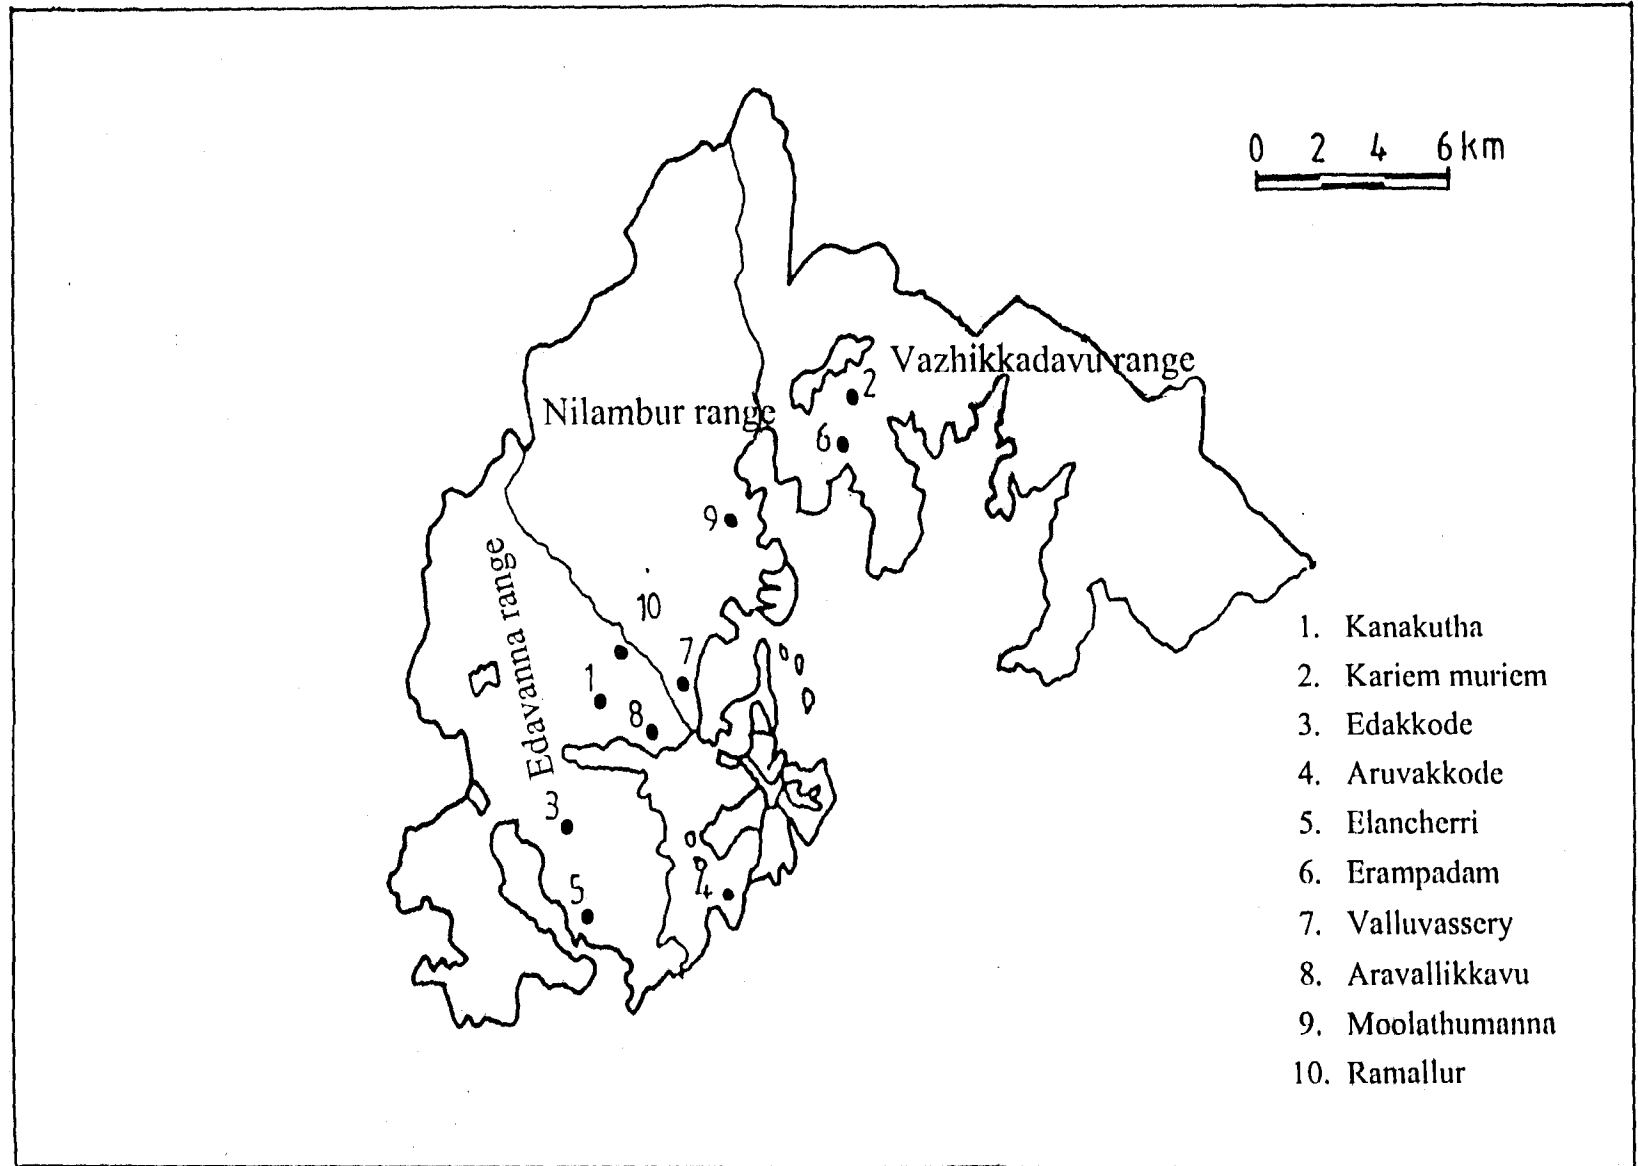 0 2 4 6 km
Vazhikkadavu range
2
Nilambur range
6
9
Edavanna range
10
7
1
8
3
5
4
1. Kanakutha
2. Kariem muriem
3. Edakkode
4. Aruvakkode
5. Elancherri
6. Erampadam
7. Valluvassery
8. Aravallikkavu
9. Moolathumanna
10. Ramallur